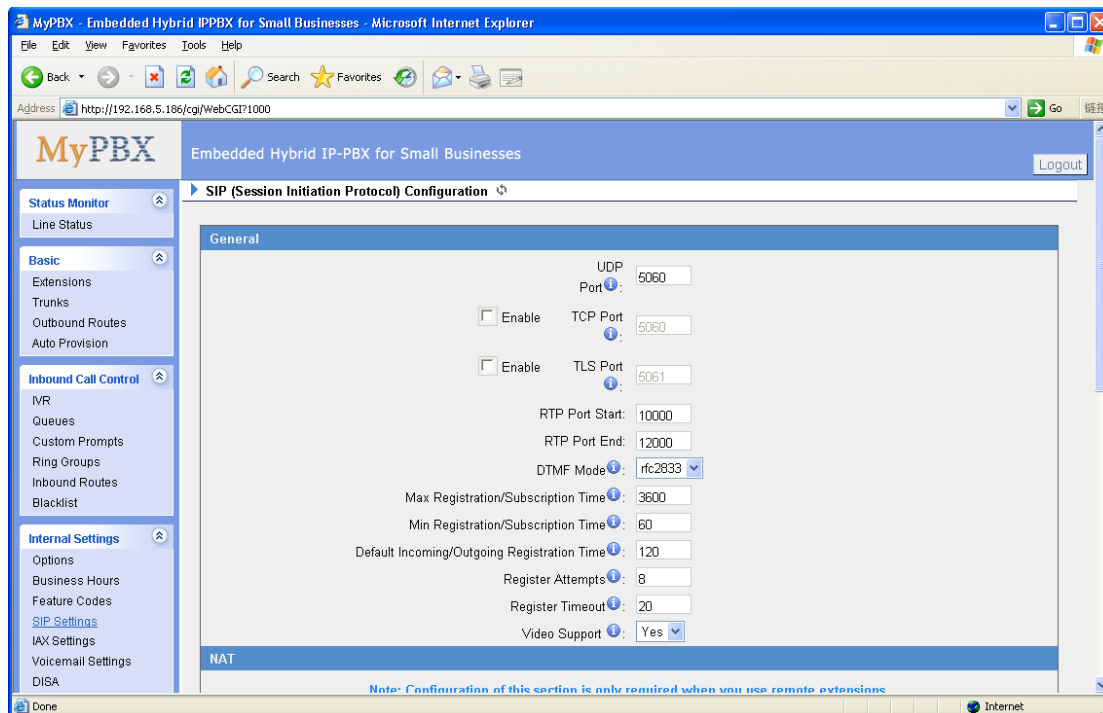 MyPBX - Embedded Hybrid IPPBX for Small Businesses - Microsoft Internet Explorer
File Edit View Favorites Tools Help
Back Search Favorites
Address http://192.168.5.186/cgi/WebCGI?1000 Go 链接
MyPBX
Embedded Hybrid IP-PBX for Small Businesses
Logout
Status Monitor
Line Status
Basic
Extensions
Trunks
Outbound Routes
Auto Provision
Inbound Call Control
IVR
Queues
Custom Prompts
Ring Groups
Inbound Routes
Blacklist
Internal Settings
Options
Business Hours
Feature Codes
SIP Settings
IAX Settings
Voicemail Settings
DISA
SIP (Session Initiation Protocol) Configuration
General
UDP
Port: 5060
Enable TCP Port
: 5060
Enable TLS Port
: 5061
RTP Port Start: 10000
RTP Port End: 12000
DTMF Mode: rfc2833
Max Registration/Subscription Time: 3600
Min Registration/Subscription Time: 60
Default Incoming/Outgoing Registration Time: 120
Register Attempts: 8
Register Timeout: 20
Video Support : Yes
NAT
Note: Configuration of this section is only required when you use remote extensions
Done Internet